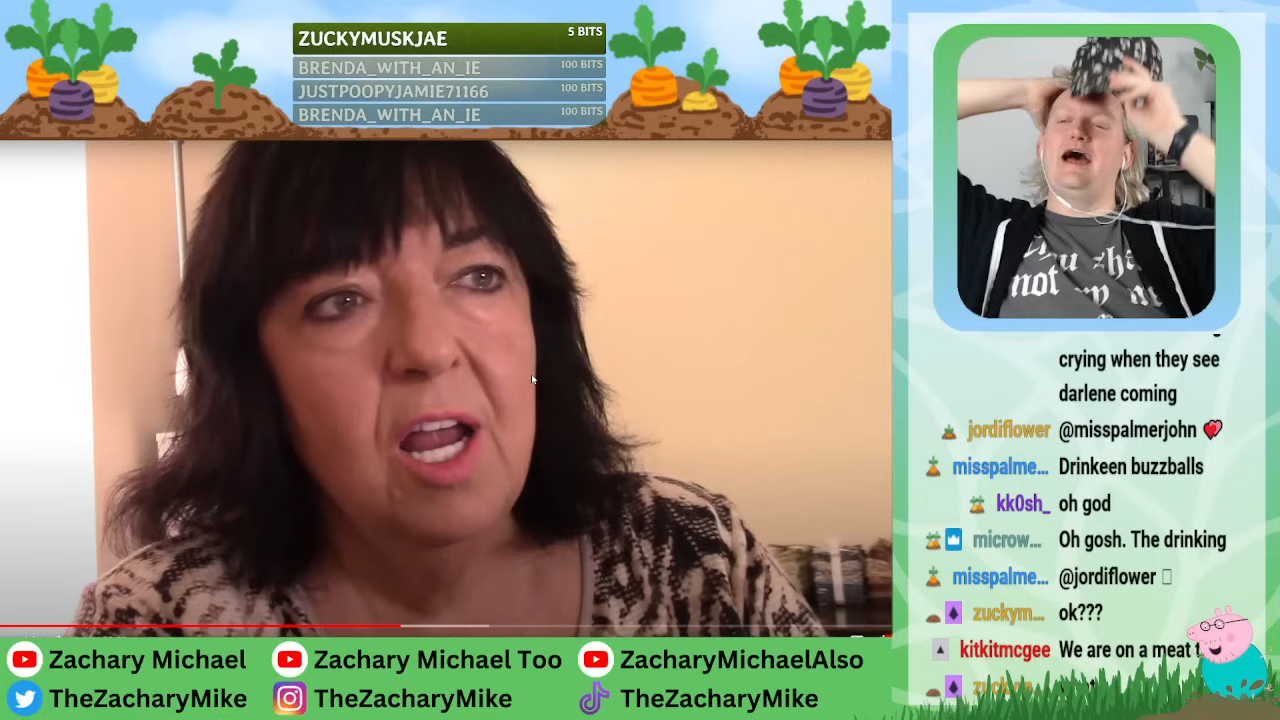 ZUCKYMUSKJAE 5 BITS
BRENDA_WITH_AN_IE 100 BITS
JUSTPOOPYJAMIE71166 100 BITS
BRENDA_WITH_AN_IE 100 BITS
not
crying when they see
darlene coming
jordiflower @misspalmerjohn
misspalme... Drinkeen buzzballs
kk0sh_ oh god
microw... Oh gosh. The drinking
misspalme... @jordiflower
zuckym... ok???
kitkitmcgee We are on a meat
Zachary Michael
Zachary Michael Too
ZacharyMichaelAlso
TheZacharyMike
TheZacharyMike
TheZacharyMike